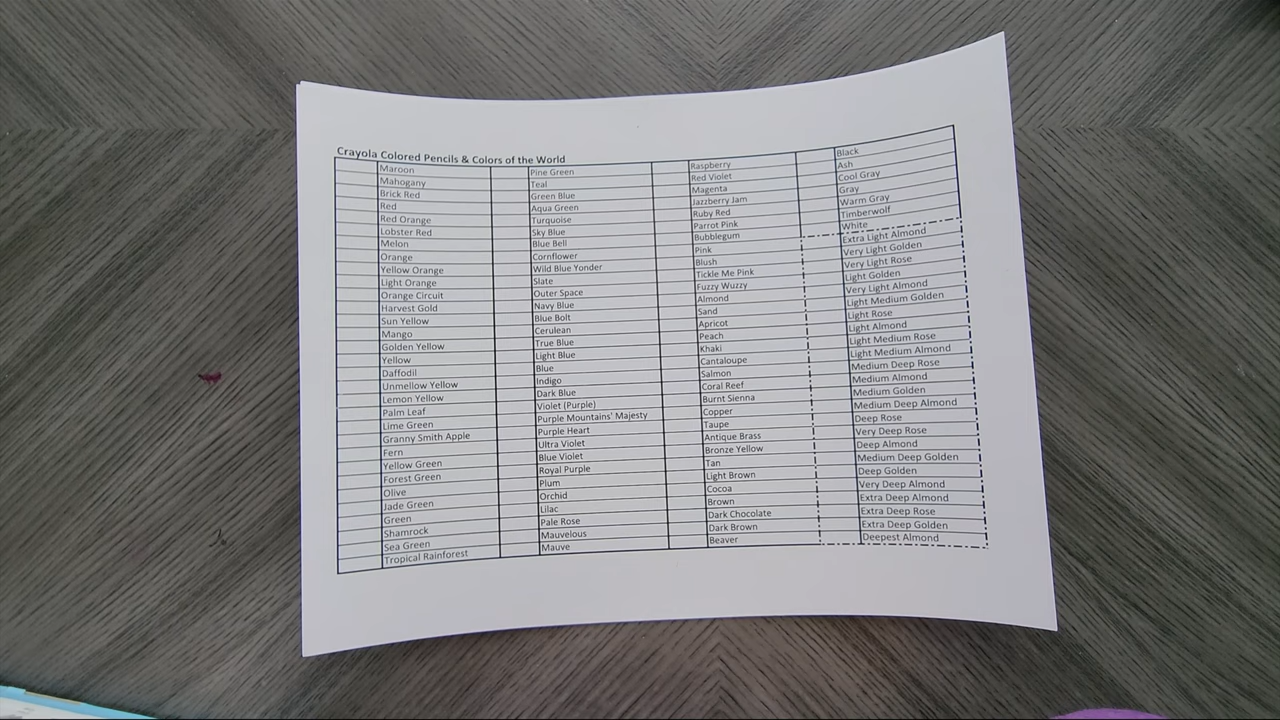 Crayola Colored Pencils & Colors of the World
Maroon
Mahogany
Brick Red
Red
Red Orange
Lobster Red
Melon
Orange
Yellow Orange
Light Orange
Orange Circuit
Harvest Gold
Sun Yellow
Mango
Golden Yellow
Yellow
Daffodil
Unmellow Yellow
Lemon Yellow
Palm Leaf
Lime Green
Granny Smith Apple
Fern
Yellow Green
Forest Green
Olive
Jade Green
Green
Shamrock
Sea Green
Tropical Rainforest
Pine Green
Teal
Green Blue
Aqua Green
Turquoise
Sky Blue
Blue Bell
Cornflower
Wild Blue Yonder
Slate
Outer Space
Navy Blue
Blue Bolt
Cerulean
True Blue
Light Blue
Blue
Indigo
Dark Blue
Violet (Purple)
Purple Mountains' Majesty
Purple Heart
Ultra Violet
Blue Violet
Royal Purple
Plum
Orchid
Lilac
Pale Rose
Mauvelous
Mauve
Raspberry
Red Violet
Magenta
Jazzberry Jam
Ruby Red
Parrot Pink
Bubblegum
Pink
Blush
Tickle Me Pink
Fuzzy Wuzzy
Almond
Sand
Apricot
Peach
Khaki
Cantaloupe
Salmon
Coral Reef
Burnt Sienna
Copper
Taupe
Antique Brass
Bronze Yellow
Tan
Light Brown
Cocoa
Brown
Dark Chocolate
Dark Brown
Beaver
Black
Ash
Cool Gray
Gray
Warm Gray
Timberwolf
White
Extra Light Almond
Very Light Golden
Very Light Rose
Light Golden
Very Light Almond
Light Medium Golden
Light Rose
Light Almond
Light Medium Rose
Light Medium Almond
Medium Deep Rose
Medium Almond
Medium Golden
Medium Deep Almond
Deep Rose
Very Deep Rose
Deep Almond
Medium Deep Golden
Deep Golden
Very Deep Almond
Extra Deep Almond
Extra Deep Rose
Extra Deep Golden
Deepest Almond